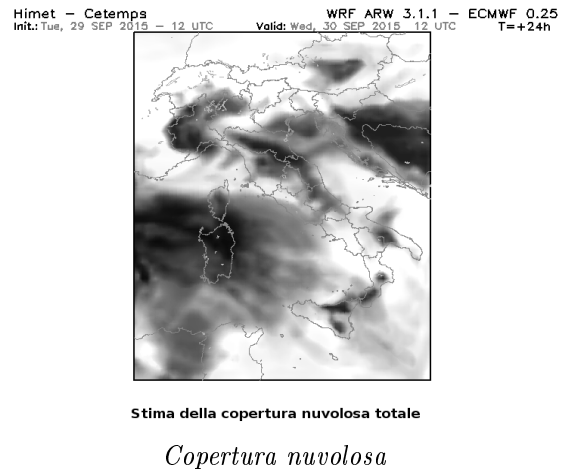 Himet – Cetemps WRF ARW 3.1.1 – ECMWF 0.25
Init.: Tue, 29 SEP 2015 – 12 UTC Valid: Wed, 30 SEP 2015 12 UTC T=+24h
Stima della copertura nuvolosa totale
Copertura nuvolosa